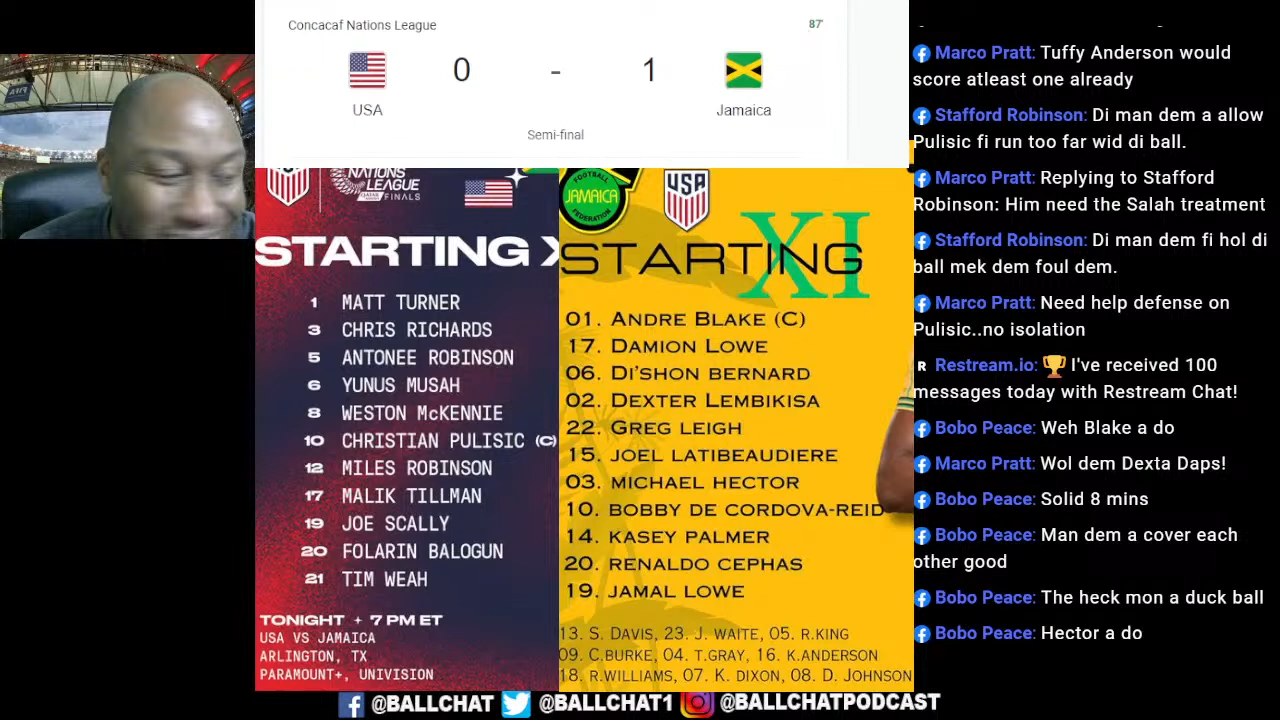 Concacaf Nations League
87'
0 - 1
USA
Jamaica
Semi-final
NATIONS
LEAGUE
FINALS
STARTING X
1 MATT TURNER
3 CHRIS RICHARDS
5 ANTONEE ROBINSON
6 YUNUS MUSAH
8 WESTON McKENNIE
10 CHRISTIAN PULISIC (C)
12 MILES ROBINSON
17 MALIK TILLMAN
19 JOE SCALLY
20 FOLARIN BALOGUN
21 TIM WEAH
TONIGHT + 7 PM ET
USA VS JAMAICA
ARLINGTON, TX
PARAMOUNT+, UNIVISION
FOOTBALL
JAMAICA
FEDERATION
USA
STARTING
XI
01. ANDRE BLAKE (C)
17. DAMION LOWE
06. DI'SHON BERNARD
02. DEXTER LEMBIKISA
22. GREG LEIGH
15. JOEL LATIBEAUDIERE
03. MICHAEL HECTOR
10. BOBBY DE CORDOVA-REID
14. KASEY PALMER
20. RENALDO CEPHAS
19. JAMAL LOWE
13. S. DAVIS, 23. J. WAITE, 05. R.KING
09. C.BURKE, 04. T.GRAY, 16. K.ANDERSON
18. R.WILLIAMS, 07. K. DIXON, 08. D. JOHNSON
Marco Pratt: Tuffy Anderson would
score atleast one already
Stafford Robinson: Di man dem a allow
Pulisic fi run too far wid di ball.
Marco Pratt: Replying to Stafford
Robinson: Him need the Salah treatment
Stafford Robinson: Di man dem fi hol di
ball mek dem foul dem.
Marco Pratt: Need help defense on
Pulisic..no isolation
R Restream.io: 🏆 I've received 100
messages today with Restream Chat!
Bobo Peace: Weh Blake a do
Marco Pratt: Wol dem Dexta Daps!
Bobo Peace: Solid 8 mins
Bobo Peace: Man dem a cover each
other good
Bobo Peace: The heck mon a duck ball
Bobo Peace: Hector a do
@BALLCHAT @BALLCHAT1 @BALLCHATPODCAST